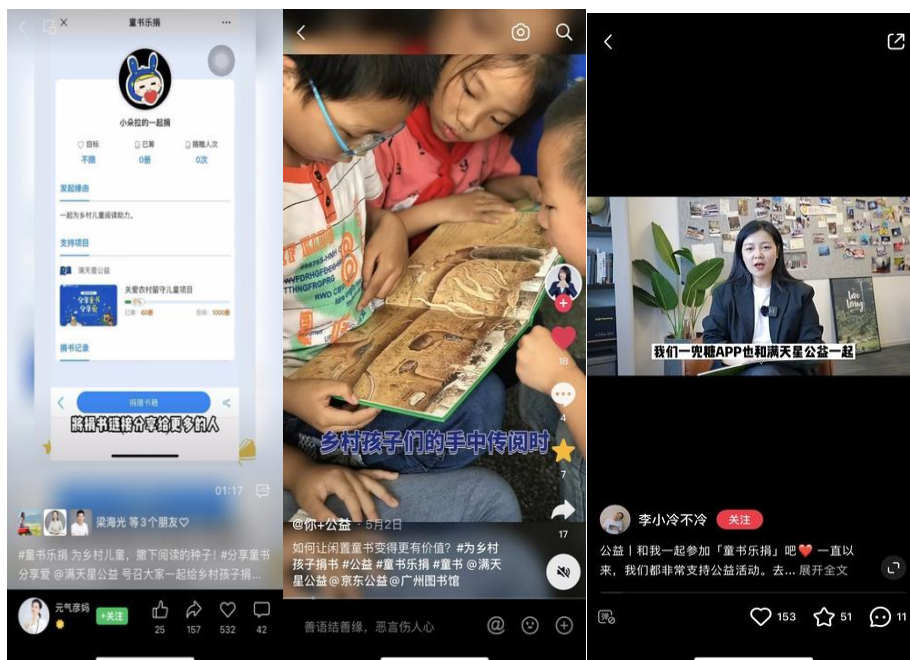 童书乐捐
小朵拉的一起捐
目标
已筹
捐赠人次
不限
0册
0次
发起缘由
一起为乡村儿童阅读助力。
支持项目
满天星公益
关爱农村留守儿童项目
6%
已筹: 60册
目标: 1000册
捐书记录
捐赠书籍
将捐书链接分享给更多的人
01:17
梁海光 等3个朋友♡
#童书乐捐 为乡村儿童,撒下阅读的种子!#分享童书
分享爱 @满天星公益 号召大家一起给乡村孩子捐...
元气彦妈
+关注
25
157
532
42
18
4
乡村孩子们的手中传阅时
7
17
@你+公益 · 5月2日
如何让闲置童书变得更有价值?#为乡村
孩子捐书 #公益 #童书乐捐 #童书 @满天
星公益@京东公益@广州图书馆
善语结善缘,恶言伤人心
Love
我们一兜糖APP也和满天星公益一起
李小冷不冷
关注
公益|和我一起参加「童书乐捐」吧❤️ 一直以
来,我们都非常支持公益活动。去... 展开全文
153
51
11